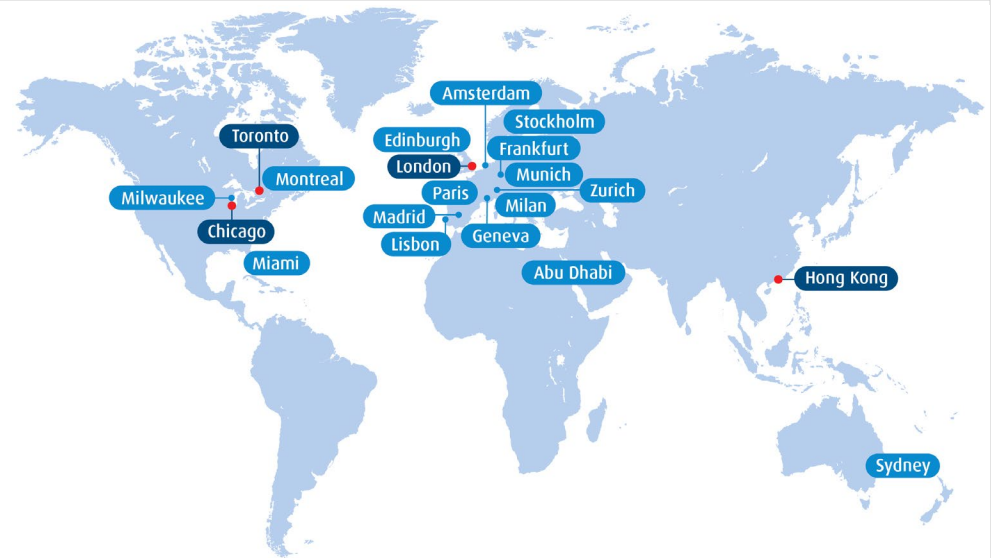 Amsterdam
Stockholm
Toronto
Edinburgh
Frankfurt
London
Montreal
Munich
Milwaukee
Paris
Zurich
Milan
Madrid
Chicago
Lisbon
Geneva
Miami
Abu Dhabi
Hong Kong
Sydney